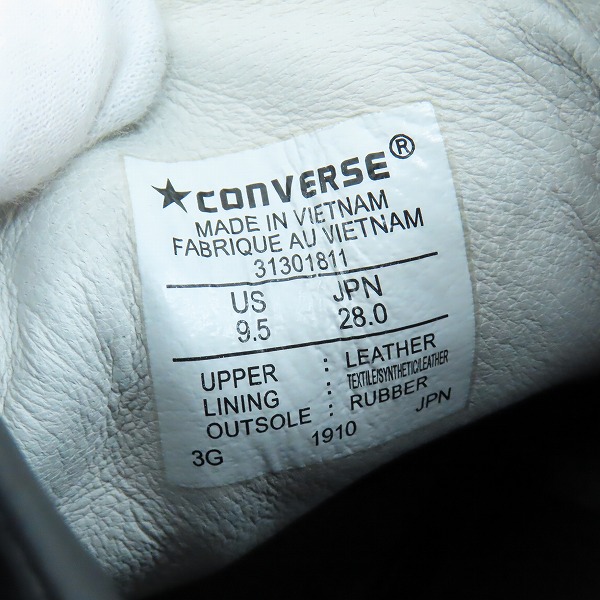 ★CONVERSE®
MADE IN VIETNAM
FABRIQUE AU VIETNAM
31301811
US JPN
9.5 28.0
UPPER : LEATHER
LINING : TEXTILE/SYNTHETIC/LEATHER
OUTSOLE : RUBBER
3G 1910 JPN